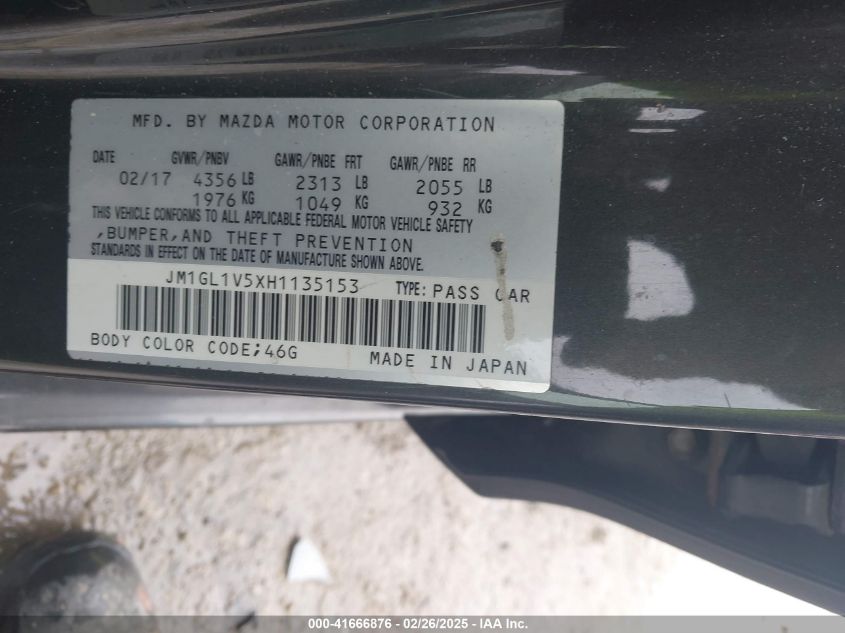 MFD. BY MAZDA MOTOR CORPORATION
DATE GVWR/PNBV GAWR/PNBE FRT GAWR/PNBE RR
02/17 4356 LB 2313 LB 2055 LB
1976 KG 1049 KG 932 KG
THIS VEHICLE CONFORMS TO ALL APPLICABLE FEDERAL MOTOR VEHICLE SAFETY
,BUMPER,AND THEFT PREVENTION
STANDARDS IN EFFECT ON THE DATE OF MANUFACTURE SHOWN ABOVE.
JM1GL1V5XH1135153 TYPE: PASS CAR
BODY COLOR CODE;46G MADE IN JAPAN
000-41666876 - 02/26/2025 - IAA Inc.